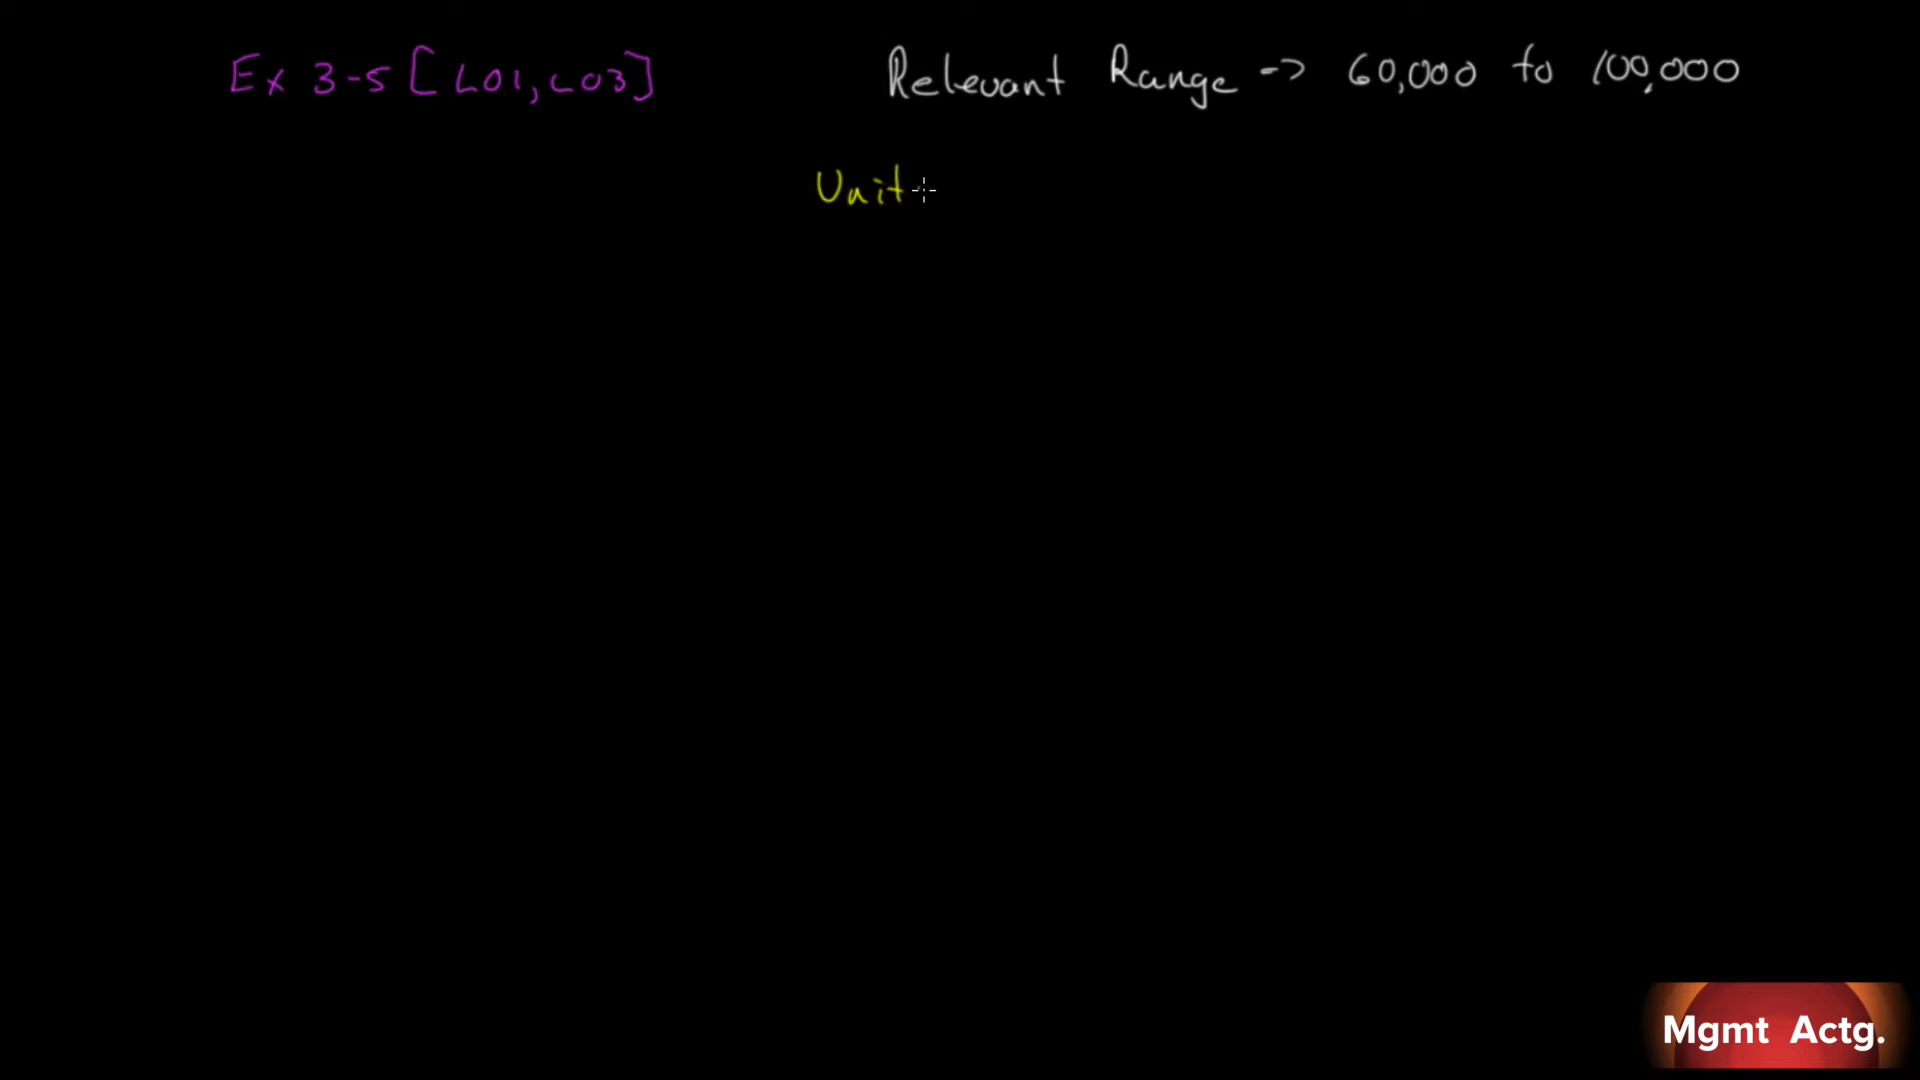 Ex 3-5 [LO1, LO3]
Relevant Range -> 60,000 to 100,000
Unit
Mgmt Actg.